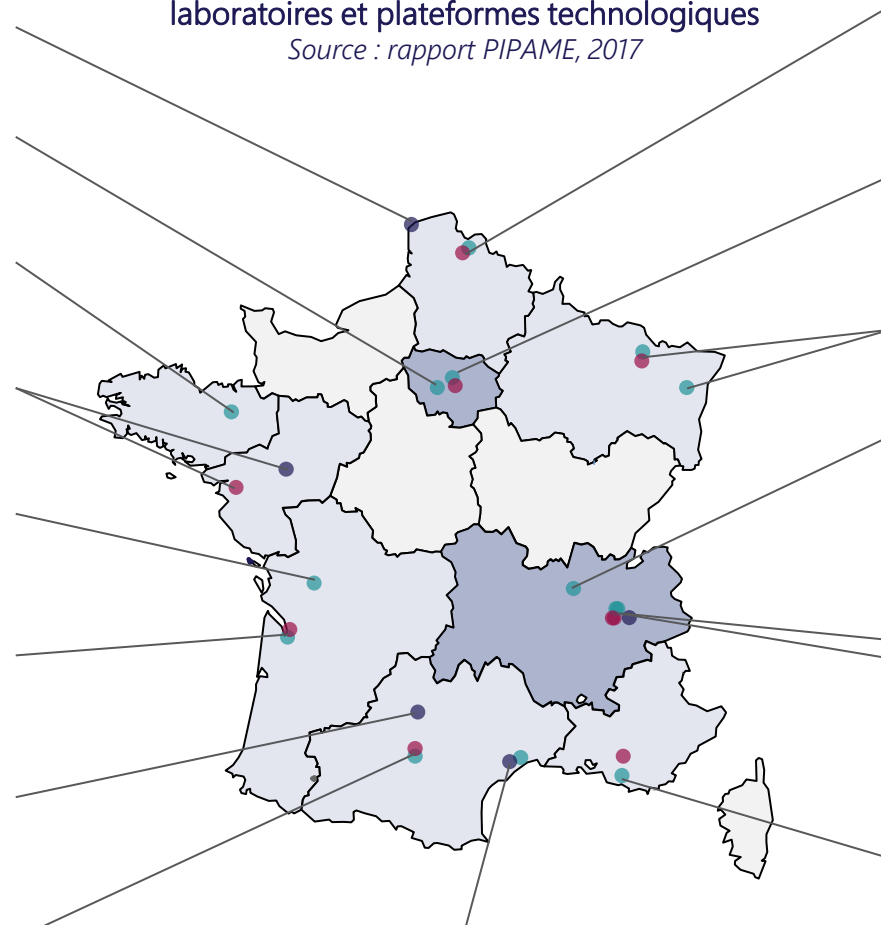 laboratoires et plateformes technologiques
Source : rapport PIPAME, 2017